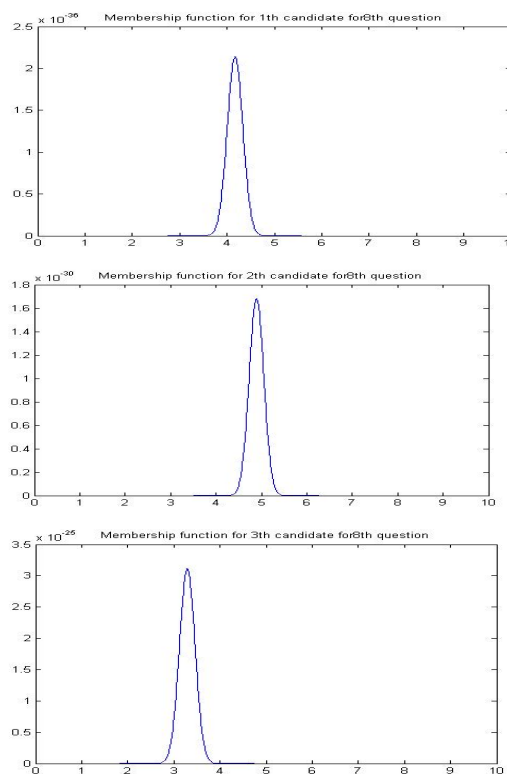 x 10-36
Membership function for 1th candidate for8th question
2.5
2
1.5
1
0.5
0
0 1 2 3 4 5 6 7 8 9 10
x 10-30
Membership function for 2th candidate for8th question
1.8
1.6
1.4
1.2
1
0.8
0.6
0.4
0.2
0
0 1 2 3 4 5 6 7 8 9 10
x 10-25
Membership function for 3th candidate for8th question
3.5
3
2.5
2
1.5
1
0.5
0
0 1 2 3 4 5 6 7 8 9 10